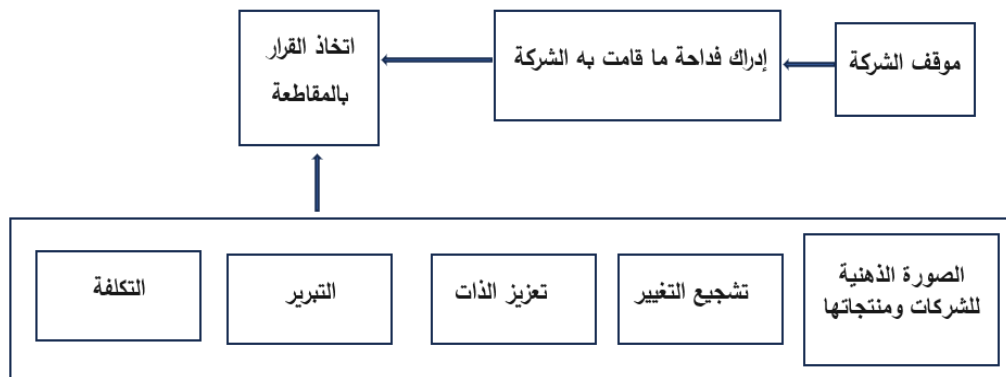 موقف الشركة
إدراك فداحة ما قامت به الشركة
اتخاذ القرار
بالمقاطعة
الصورة الذهنية
للشركات ومنتجاتها
تشجيع التغيير
تعزيز الذات
التبرير
التكلفة